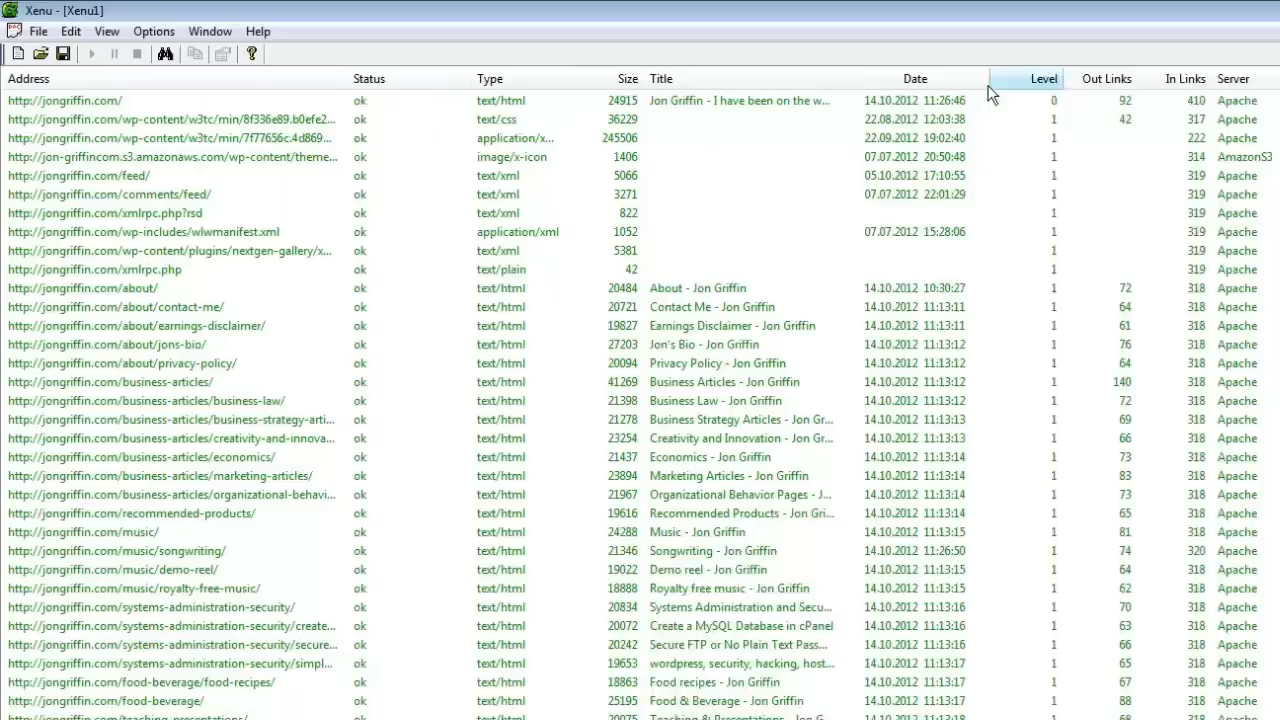 Xenu - [Xenu1]
File Edit View Options Window Help
Address Status Type Size Title Date Level Out Links In Links Server
http://jongriffin.com/ ok text/html 24915 Jon Griffin - I have been on the w... 14.10.2012 11:26:46 0 92 410 Apache
http://jongriffin.com/wp-content/w3tc/min/8f336e89.b0efe2... ok text/css 36229 22.08.2012 12:03:38 1 42 317 Apache
http://jongriffin.com/wp-content/w3tc/min/7f77656c.4d869... ok application/x... 245506 22.09.2012 19:02:40 1 222 Apache
http://jon-griffincom.s3.amazonaws.com/wp-content/theme... ok image/x-icon 1406 07.07.2012 20:50:48 1 314 AmazonS3
http://jongriffin.com/feed/ ok text/xml 5066 05.10.2012 17:10:55 1 319 Apache
http://jongriffin.com/comments/feed/ ok text/xml 3271 07.07.2012 22:01:29 1 319 Apache
http://jongriffin.com/xmlrpc.php?rsd ok text/xml 822 1 319 Apache
http://jongriffin.com/wp-includes/wlwmanifest.xml ok application/xml 1052 07.07.2012 15:28:06 1 319 Apache
http://jongriffin.com/wp-content/plugins/nextgen-gallery/x... ok text/xml 5381 1 319 Apache
http://jongriffin.com/xmlrpc.php ok text/plain 42 1 319 Apache
http://jongriffin.com/about/ ok text/html 20484 About - Jon Griffin 14.10.2012 10:30:27 1 72 318 Apache
http://jongriffin.com/about/contact-me/ ok text/html 20721 Contact Me - Jon Griffin 14.10.2012 11:13:11 1 64 318 Apache
http://jongriffin.com/about/earnings-disclaimer/ ok text/html 19827 Earnings Disclaimer - Jon Griffin 14.10.2012 11:13:11 1 61 318 Apache
http://jongriffin.com/about/jons-bio/ ok text/html 27203 Jon's Bio - Jon Griffin 14.10.2012 11:13:12 1 76 318 Apache
http://jongriffin.com/about/privacy-policy/ ok text/html 20094 Privacy Policy - Jon Griffin 14.10.2012 11:13:12 1 64 318 Apache
http://jongriffin.com/business-articles/ ok text/html 41269 Business Articles - Jon Griffin 14.10.2012 11:13:12 1 140 318 Apache
http://jongriffin.com/business-articles/business-law/ ok text/html 21398 Business Law - Jon Griffin 14.10.2012 11:13:12 1 72 318 Apache
http://jongriffin.com/business-articles/business-strategy-arti... ok text/html 21278 Business Strategy Articles - Jon Gr... 14.10.2012 11:13:13 1 69 318 Apache
http://jongriffin.com/business-articles/creativity-and-innova... ok text/html 23254 Creativity and Innovation - Jon Gr... 14.10.2012 11:13:13 1 66 318 Apache
http://jongriffin.com/business-articles/economics/ ok text/html 21437 Economics - Jon Griffin 14.10.2012 11:13:14 1 73 318 Apache
http://jongriffin.com/business-articles/marketing-articles/ ok text/html 23894 Marketing Articles - Jon Griffin 14.10.2012 11:13:14 1 83 318 Apache
http://jongriffin.com/business-articles/organizational-behavi... ok text/html 21967 Organizational Behavior Pages - J... 14.10.2012 11:13:14 1 73 318 Apache
http://jongriffin.com/recommended-products/ ok text/html 19616 Recommended Products - Jon Gri... 14.10.2012 11:13:14 1 65 318 Apache
http://jongriffin.com/music/ ok text/html 24288 Music - Jon Griffin 14.10.2012 11:13:15 1 81 318 Apache
http://jongriffin.com/music/songwriting/ ok text/html 21346 Songwriting - Jon Griffin 14.10.2012 11:26:50 1 74 320 Apache
http://jongriffin.com/music/demo-reel/ ok text/html 19022 Demo reel - Jon Griffin 14.10.2012 11:13:15 1 64 318 Apache
http://jongriffin.com/music/royalty-free-music/ ok text/html 18888 Royalty free music - Jon Griffin 14.10.2012 11:13:15 1 62 318 Apache
http://jongriffin.com/systems-administration-security/ ok text/html 20834 Systems Administration and Secu... 14.10.2012 11:13:16 1 70 318 Apache
http://jongriffin.com/systems-administration-security/create... ok text/html 20072 Create a MySQL Database in cPanel 14.10.2012 11:13:16 1 63 318 Apache
http://jongriffin.com/systems-administration-security/secure... ok text/html 20242 Secure FTP or No Plain Text Pass... 14.10.2012 11:13:16 1 66 318 Apache
http://jongriffin.com/systems-administration-security/simpl... ok text/html 19653 wordpress, security, hacking, host... 14.10.2012 11:13:17 1 65 318 Apache
http://jongriffin.com/food-beverage/food-recipes/ ok text/html 18863 Food recipes - Jon Griffin 14.10.2012 11:13:17 1 67 318 Apache
http://jongriffin.com/food-beverage/ ok text/html 25195 Food & Beverage - Jon Griffin 14.10.2012 11:13:17 1 88 318 Apache
http://jongriffin.com/teaching-presentations/ ok text/html 20075 Teaching & Presentations - Jon G... 14.10.2012 11:13:18 1 68 318 Apache